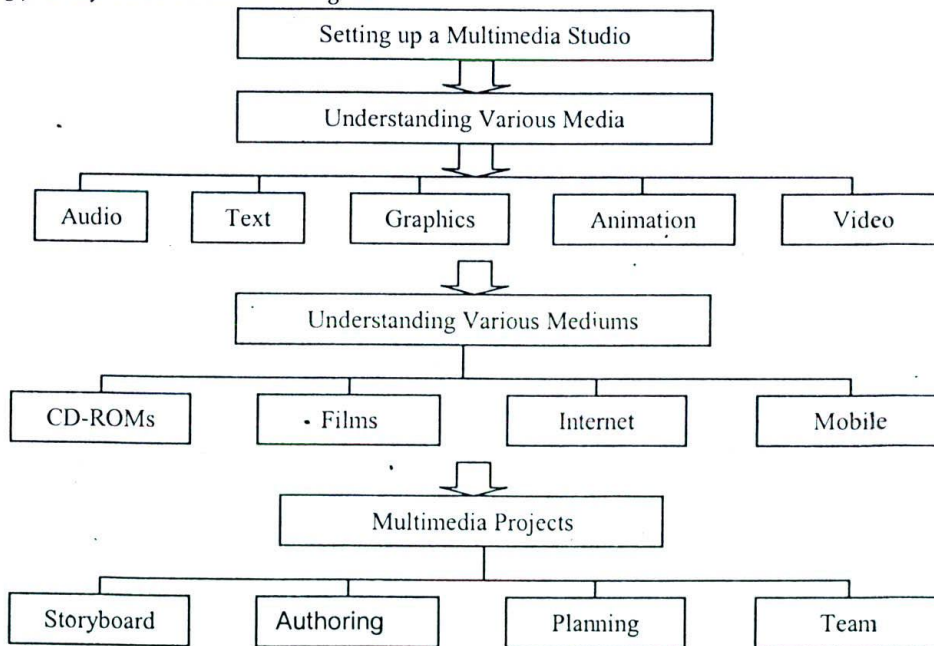 Setting up a Multimedia Studio
Understanding Various Media
Audio Text Graphics Animation Video
Understanding Various Mediums
CD-ROMs Films Internet Mobile
Multimedia Projects
Storyboard Authoring Planning Team